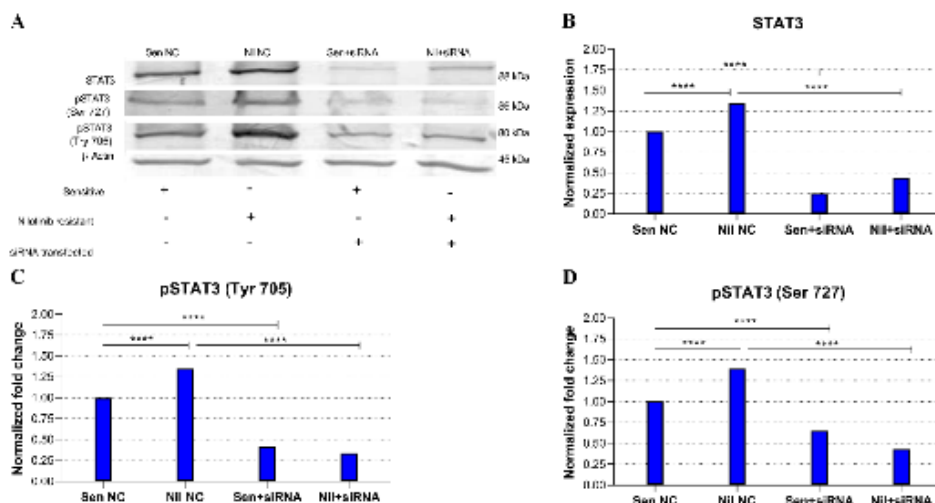 A
Sen NC Nil NC Sen+siRNA Nil+siRNA
STAT3 88 kDa
pSTAT3
(Ser 727) 86 kDa
pSTAT3
(Try 705)
Actin 45 kDa
Sensitive + - + -
Nilotinib resistant - + - +
siRNA transfected - - + +
B
STAT3
Normalized expression
2.00
1.75
1.50
1.25
1.00
0.75
0.50
0.25
0.00
****
**** ****
Sen NC Nil NC Sen+siRNA Nil+siRNA
C
pSTAT3 (Tyr 705)
Normalized fold change
2.00
1.75
1.50
1.25
1.00
0.75
0.50
0.25
0.00
****
**** ****
Sen NC Nil NC Sen+siRNA Nil+siRNA
D
pSTAT3 (Ser 727)
Normalized fold change
2.00
1.75
1.50
1.25
1.00
0.75
0.50
0.25
0.00
****
**** ****
Sen NC Nil NC Sen+siRNA Nil+siRNA